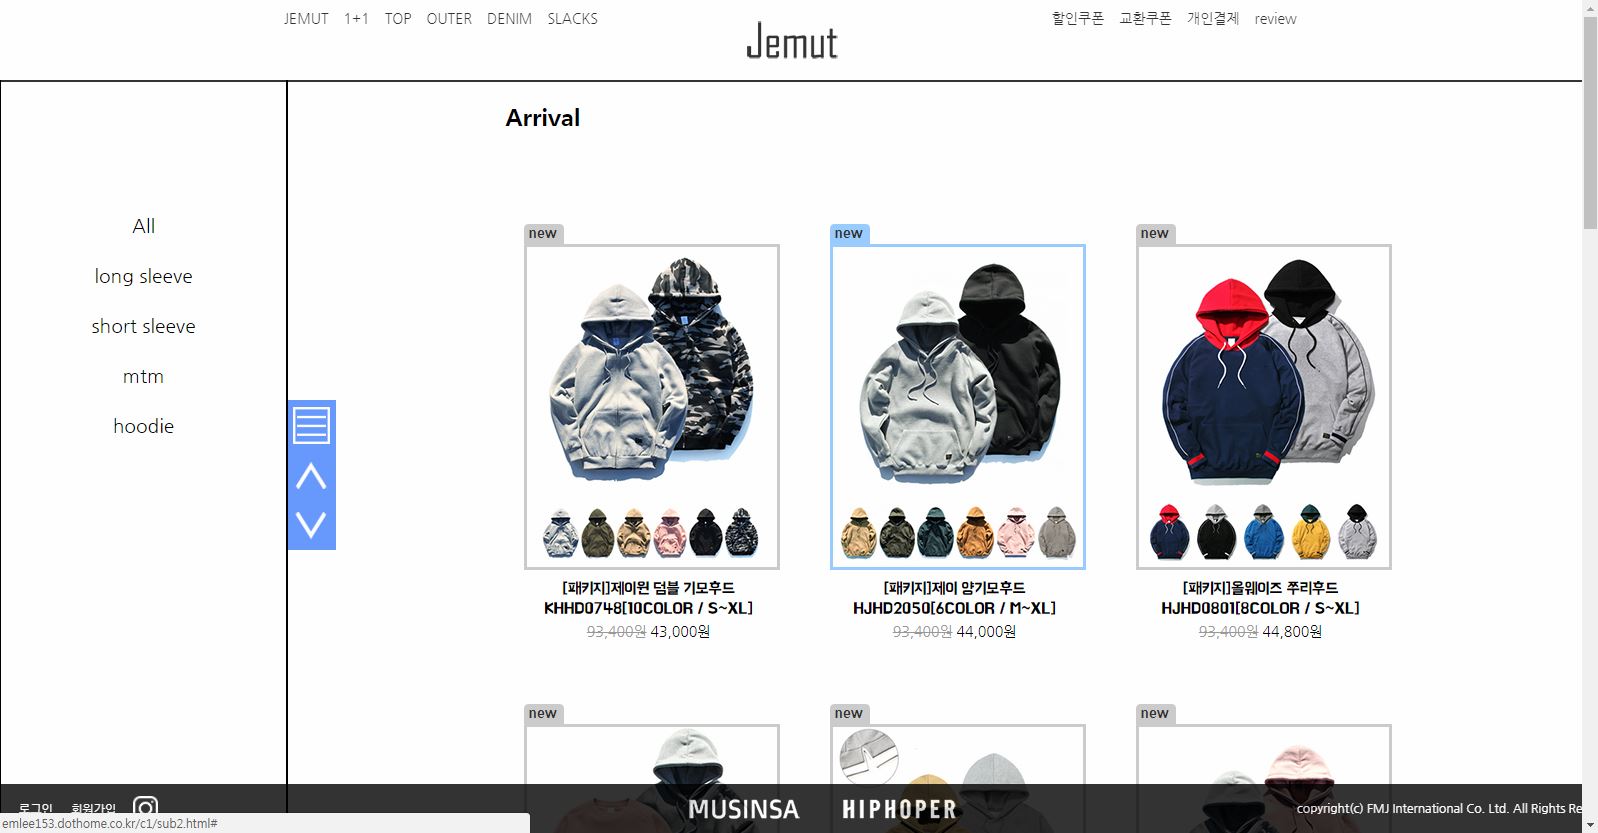 JEMUT 1+1 TOP OUTER DENIM SLACKS
Jemut
할인쿠폰 교환쿠폰 개인결제 review
Arrival
All
long sleeve
short sleeve
mtm
hoodie
new
new
new
[패키지]제이윈 덤블 기모후드
KHHD0748[10COLOR / S~XL]
93,400원 43,000원
[패키지]제이 얌기모후드
HJHD2050[6COLOR / M~XL]
93,400원 44,000원
[패키지]올웨이즈 쭈리후드
HJHD0801[8COLOR / S~XL]
93,400원 44,800원
new
new
new
로그인 회원가입
MUSINSA HIPHOPER
copyright(c) FMJ International Co. Ltd. All Rights Re
emlee153.dothome.co.kr/c1/sub2.html#